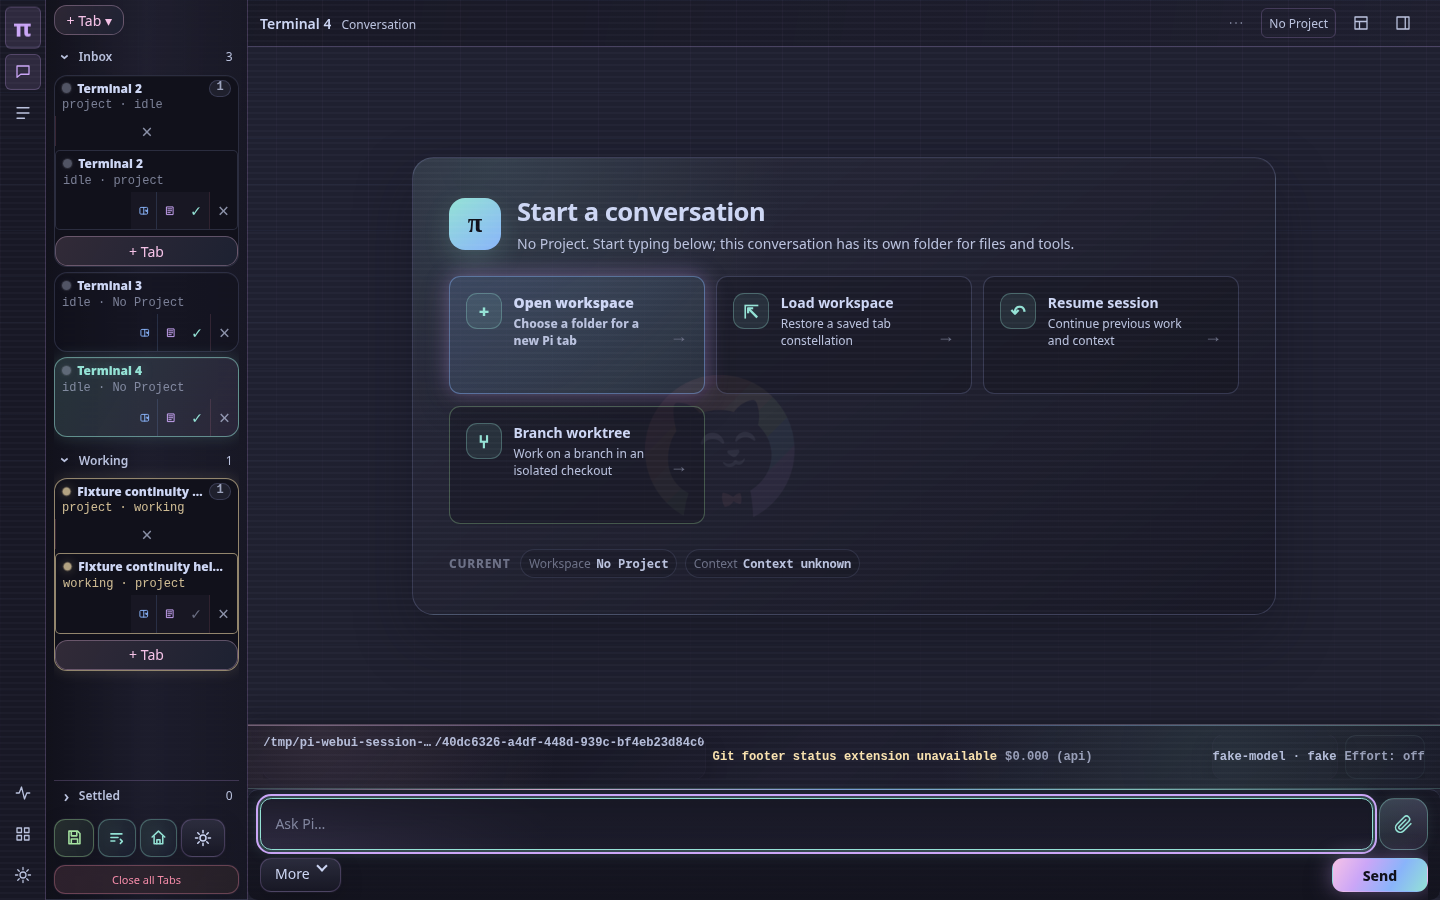 π
+ Tab ▾
Inbox 3
Terminal 2 1
project · idle
×
Terminal 2
idle · project
✓ ×
+ Tab
Terminal 3
idle · No Project
✓ ×
Terminal 4
idle · No Project
✓ ×
Working 1
Fixture continuity ... 1
project · working
×
Fixture continuity hel...
working · project
✓ ×
+ Tab
Settled 0
Close all Tabs
Terminal 4 Conversation
··· No Project
π
Start a conversation
No Project. Start typing below; this conversation has its own folder for files and tools.
+ Open workspace
Choose a folder for a
new Pi tab →
Load workspace
Restore a saved tab
constellation →
Resume session
Continue previous work
and context →
Branch worktree
Work on a branch in an
isolated checkout →
CURRENT Workspace No Project Context Context unknown
/tmp/pi-webui-session-…/40dc6326-a4df-448d-939c-bf4eb23d84c0
Git footer status extension unavailable $0.000 (api) fake-model · fake Effort: off
Ask Pi...
More
Send